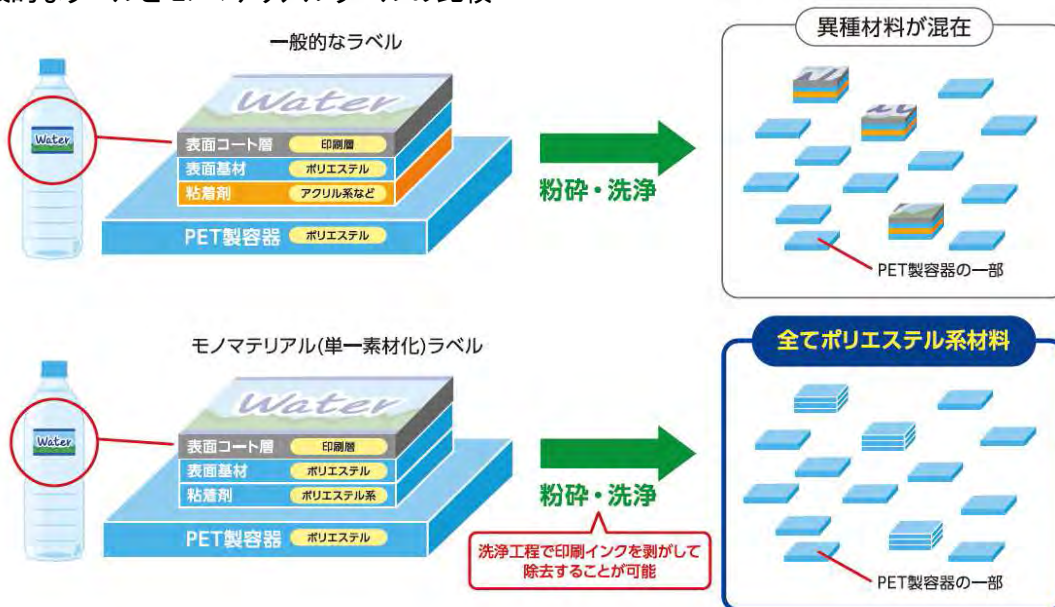 一般的なラベル
Water
Water
表面コート層 印刷層
表面基材 ポリエステル
粘着剤 アクリル系など
PET製容器 ポリエステル
粉砕・洗浄
異種材料が混在
PET製容器の一部
モノマテリアル(単一素材化)ラベル
Water
Water
表面コート層 印刷層
表面基材 ポリエステル
粘着剤 ポリエステル系
PET製容器 ポリエステル
粉砕・洗浄
洗浄工程で印刷インクを剥がして
除去することが可能
全てポリエステル系材料
PET製容器の一部